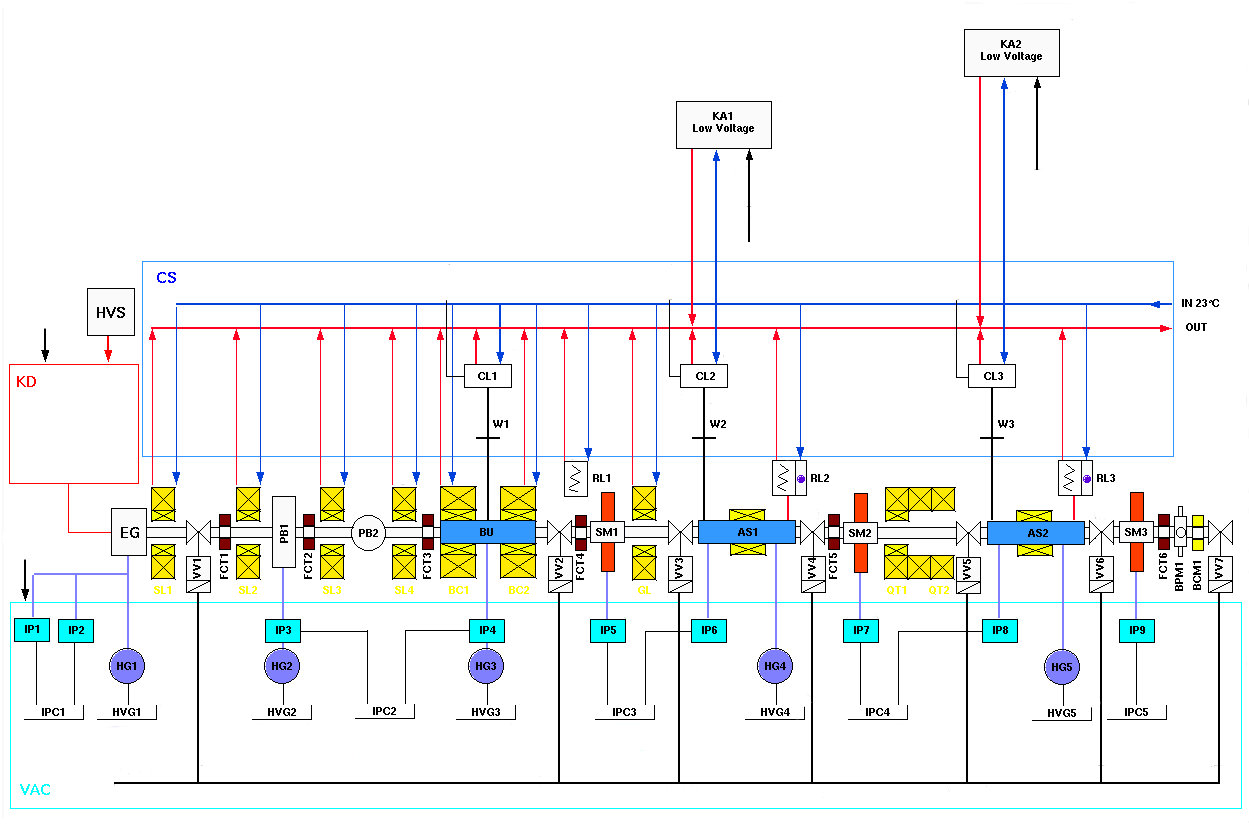 KA2
Low Voltage
KA1
Low Voltage
CS
HVS
IN 23°C
OUT
KD
CL1
CL2
CL3
W1
W2
W3
RL1
RL2
RL3
EG
PB1
PB2
BU
SM1
AS1
SM2
AS2
SM3
VV1
FCT1
FCT2
FCT3
VV2
FCT4
VV3
VV4
FCT5
VV5
VV6
FCT6
BPM1
BCM1
VV7
SL1
SL2
SL3
SL4
BC1
BC2
GL
QT1
QT2
IP1
IP2
IP3
IP4
IP5
IP6
IP7
IP8
IP9
HG1
HG2
HG3
HG4
HG5
IPC1
HVG1
HVG2
IPC2
HVG3
IPC3
HVG4
IPC4
HVG5
IPC5
VAC